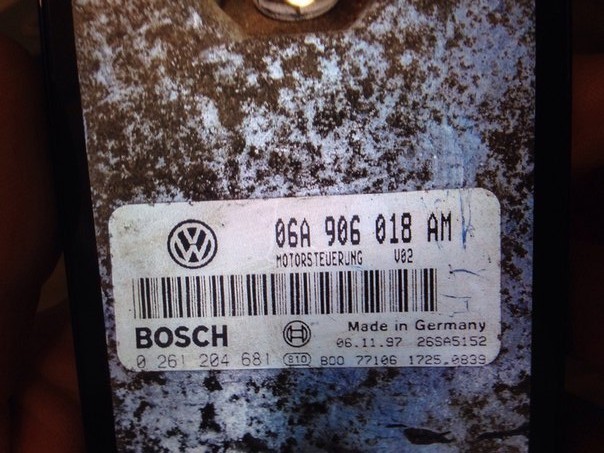 06A 906 018 AM
MOTORSTEUERUNG V02
BOSCH
Made in Germany
06.11.97 26SA5152
0 261 204 681 810 BDO 77106 1725.0839